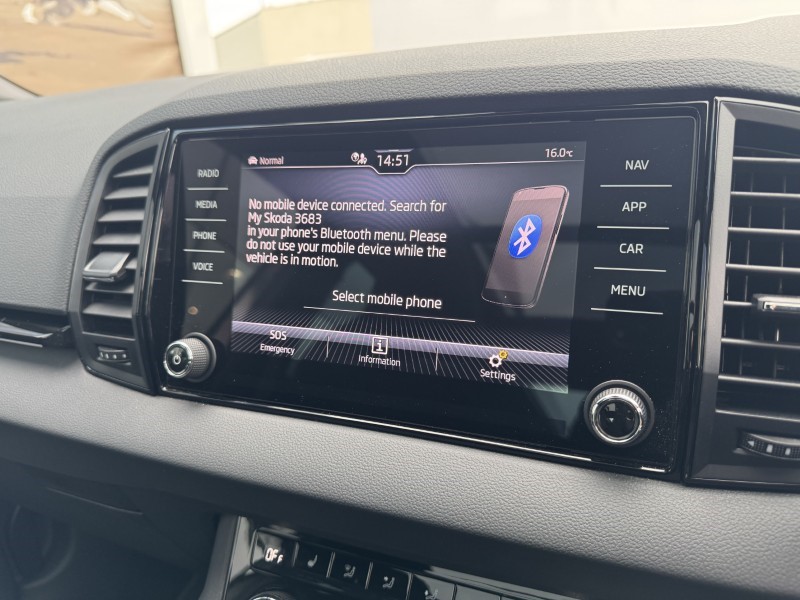 Normal
14:51
16.0°c
RADIO
MEDIA
PHONE
VOICE
No mobile device connected. Search for
My Skoda 3683
in your phone's Bluetooth menu. Please
do not use your mobile device while the
vehicle is in motion.
Select mobile phone
SOS
Emergency
i
Information
Settings
NAV
APP
CAR
MENU
OFF